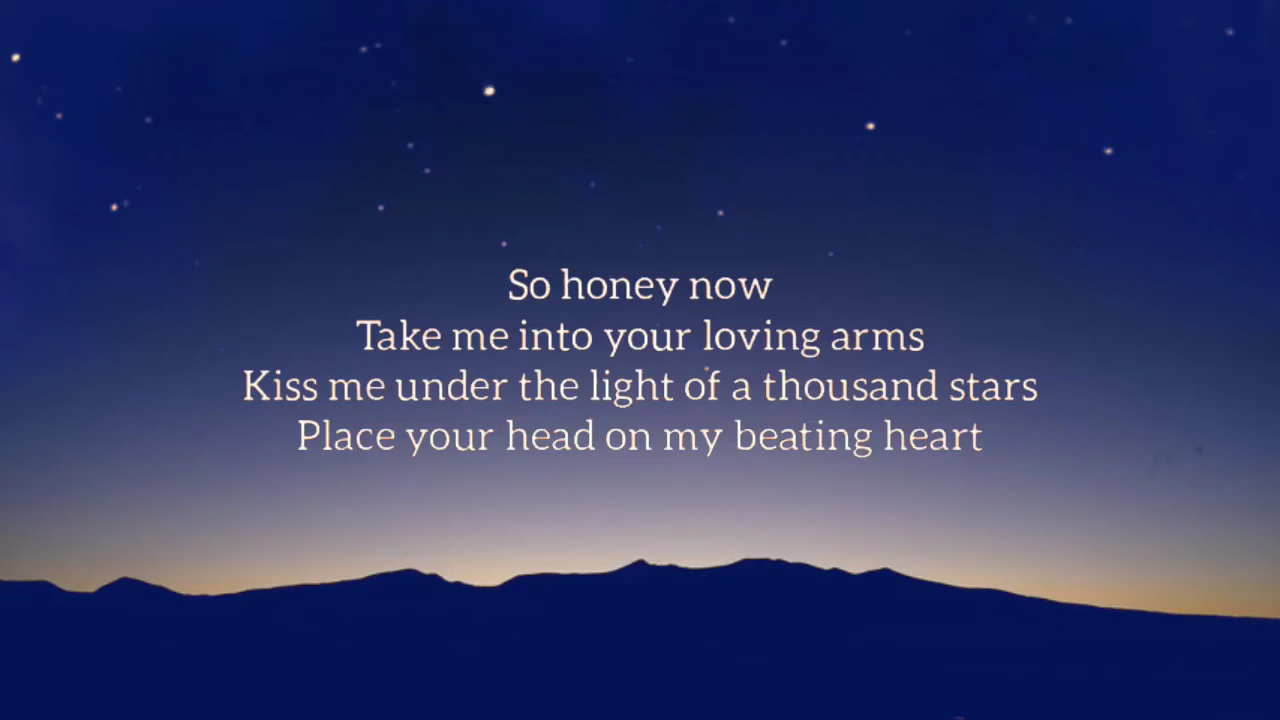 So honey now
Take me into your loving arms
Kiss me under the light of a thousand stars
Place your head on my beating heart